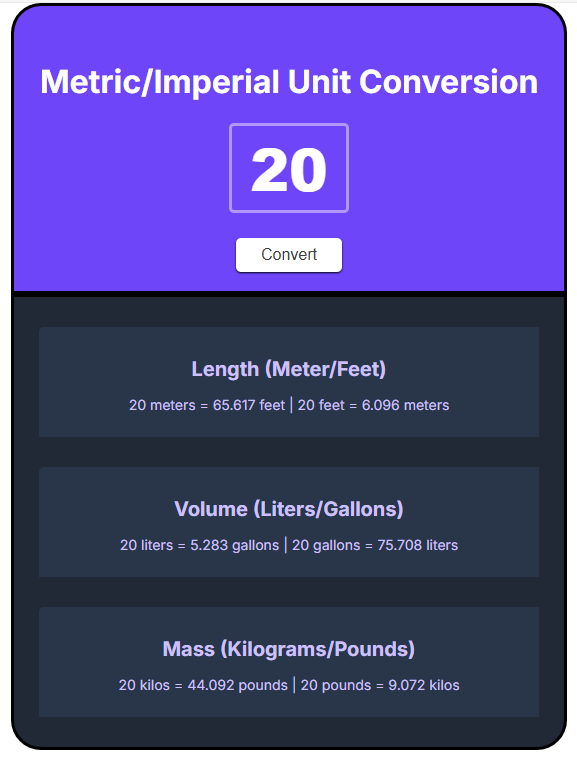 Metric/Imperial Unit Conversion
20
Convert
Length (Meter/Feet)
20 meters = 65.617 feet | 20 feet = 6.096 meters
Volume (Liters/Gallons)
20 liters = 5.283 gallons | 20 gallons = 75.708 liters
Mass (Kilograms/Pounds)
20 kilos = 44.092 pounds | 20 pounds = 9.072 kilos